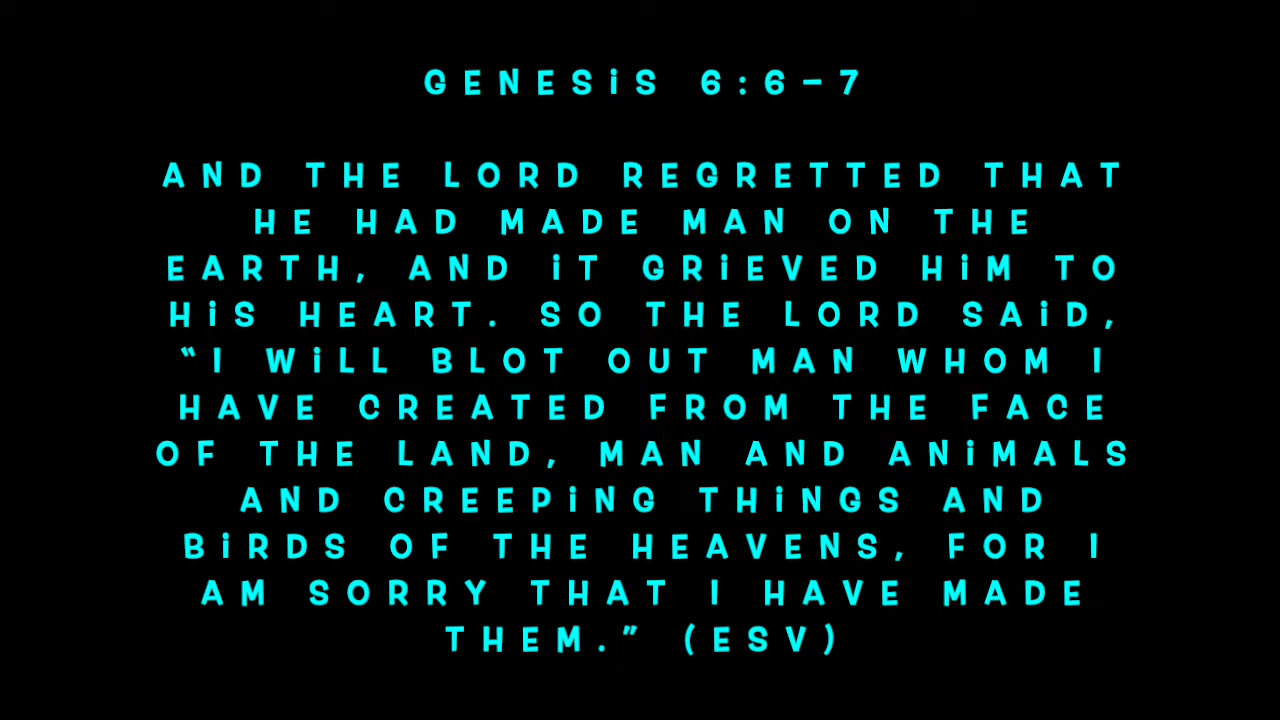 GENESiS 6:6–7
AND THE LORD REGRETTED THAT
HE HAD MADE MAN ON THE
EARTH, AND iT GRiEVED HiM TO
HiS HEART. SO THE LORD SAiD,
“I WiLL BLOT OUT MAN WHOM I
HAVE CREATED FROM THE FACE
OF THE LAND, MAN AND ANiMALS
AND CREEPiNG THiNGS AND
BiRDS OF THE HEAVENS, FOR I
AM SORRY THAT I HAVE MADE
THEM.” (ESV)